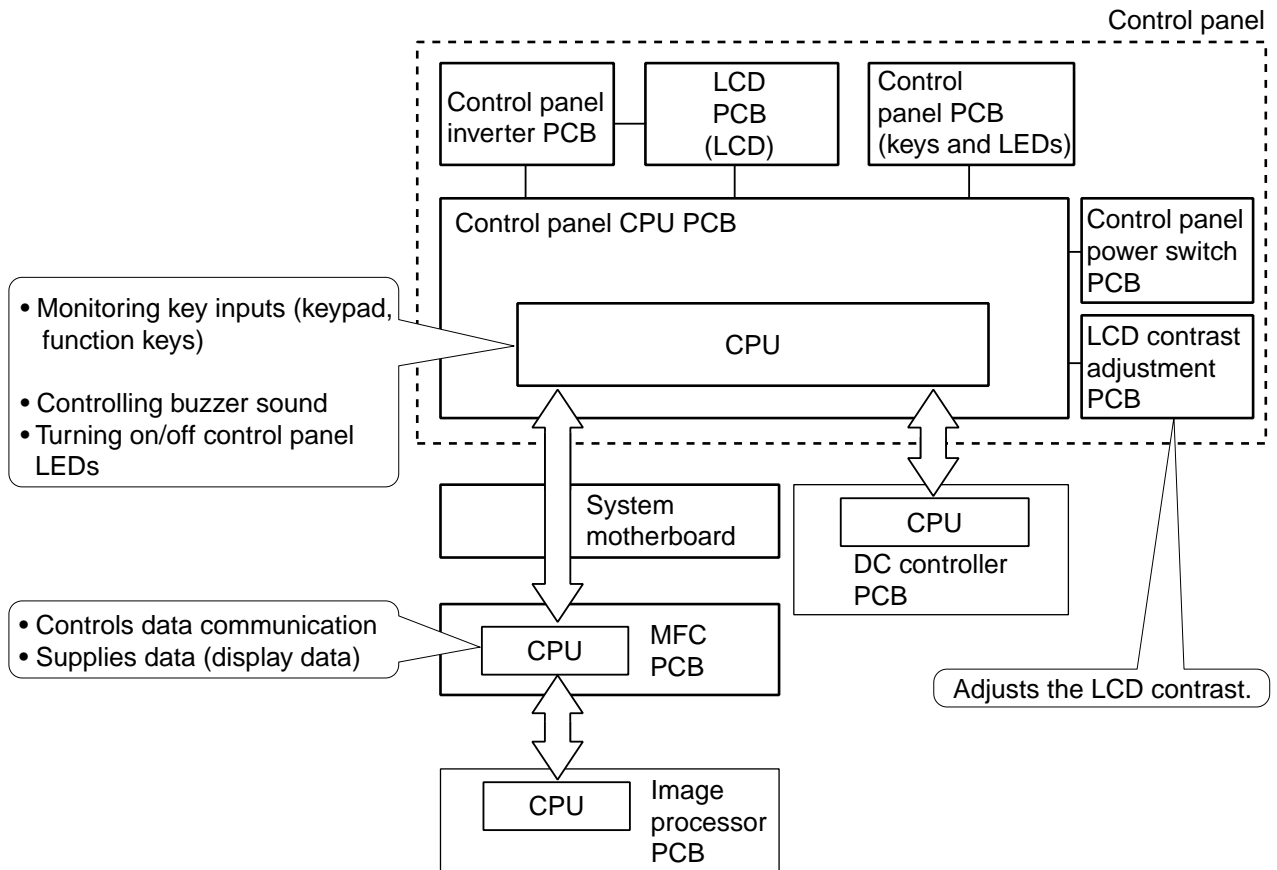 Control panel
Control panel
inverter PCB
LCD
PCB
(LCD)
Control
panel PCB
(keys and LEDs)
Control panel CPU PCB
Control panel
power switch
PCB
• Monitoring key inputs (keypad,
function keys)
• Controlling buzzer sound
• Turning on/off control panel
LEDs
CPU
LCD contrast
adjustment
PCB
System
motherboard
CPU
DC controller
PCB
• Controls data communication
• Supplies data (display data)
CPU
MFC
PCB
Adjusts the LCD contrast.
CPU
Image
processor
PCB